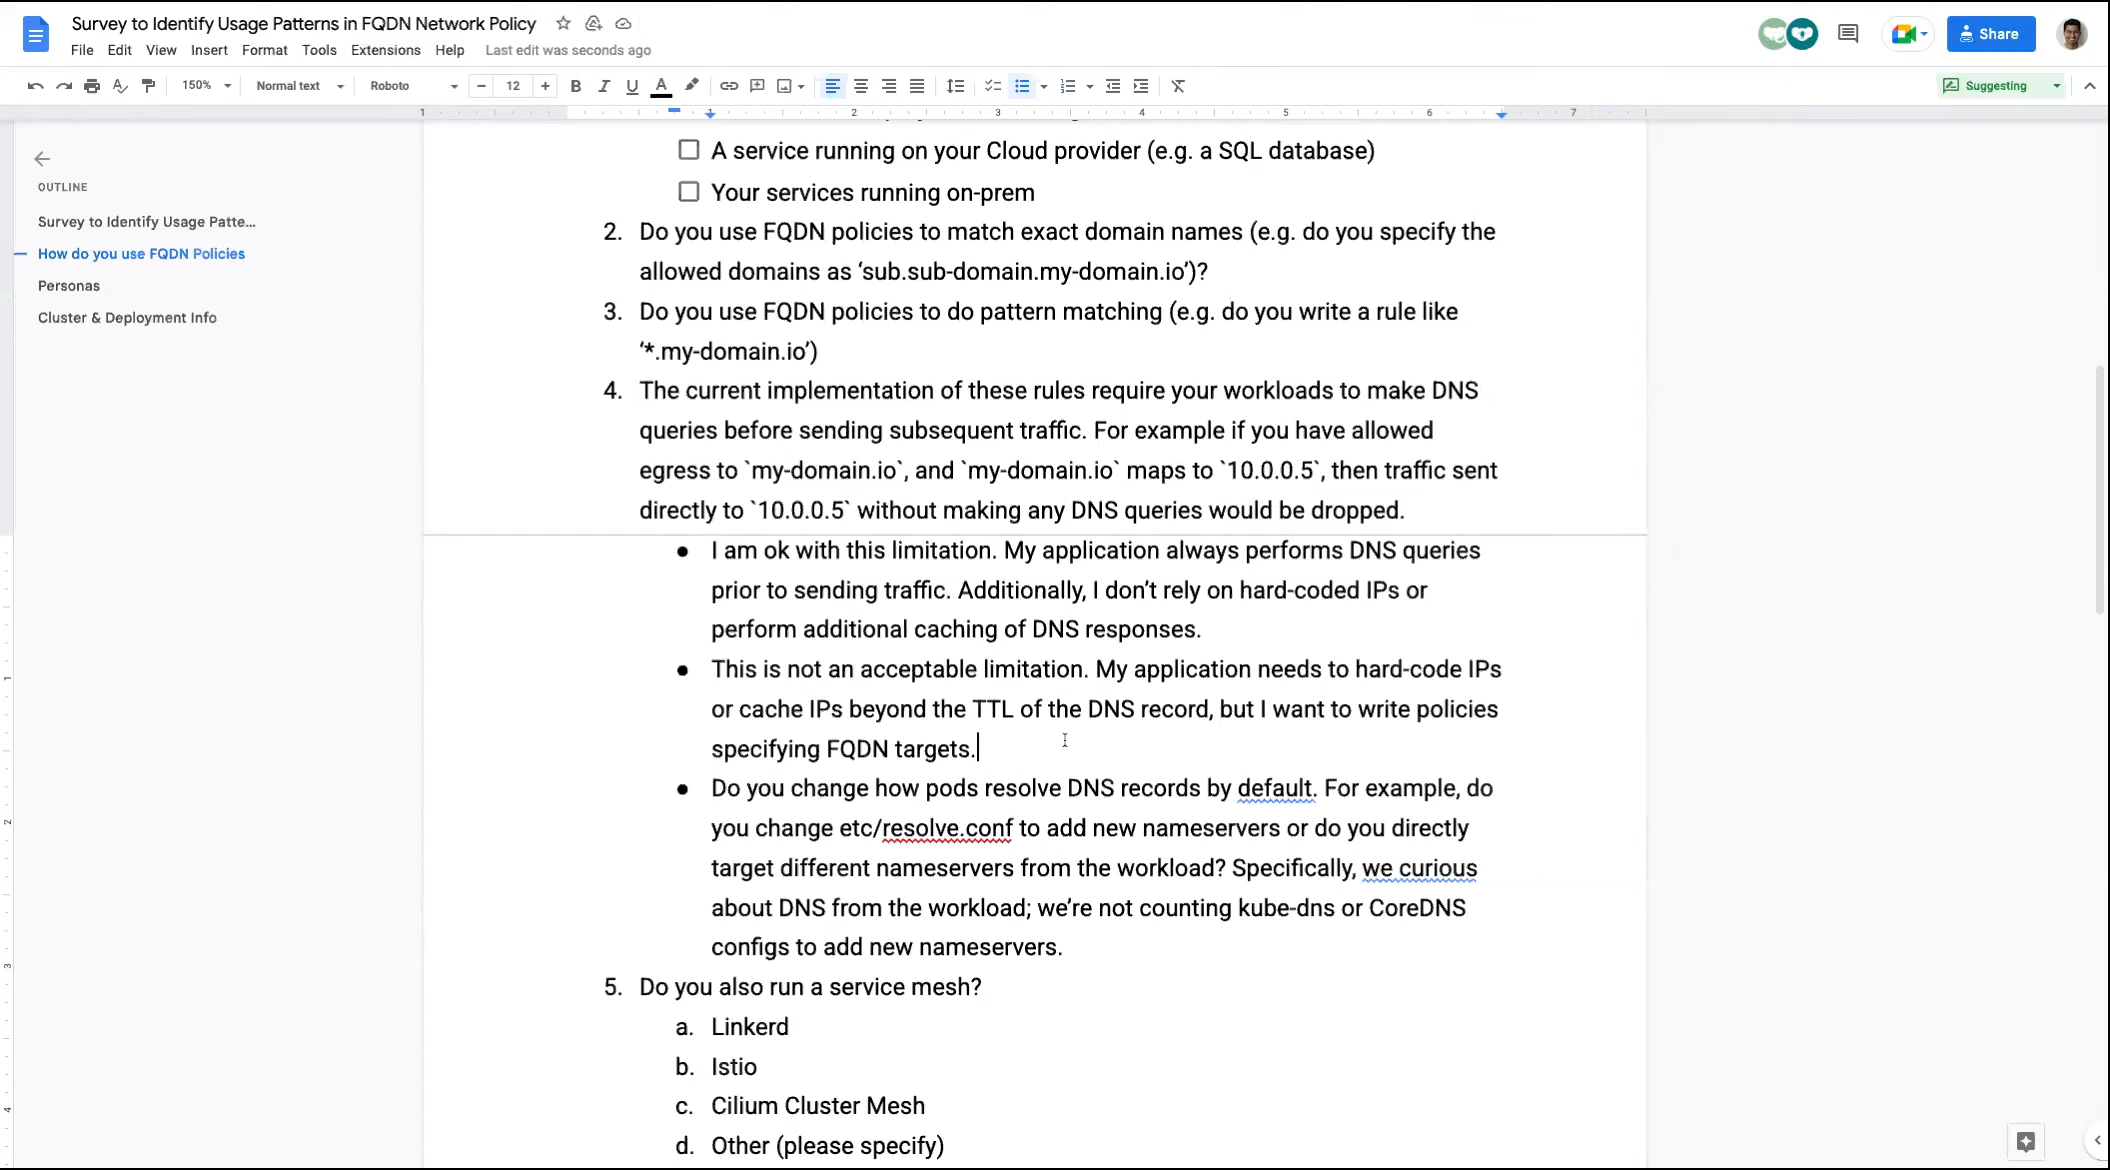 Survey to Identify Usage Patterns in FQDN Network Policy
File Edit View Insert Format Tools Extensions Help Last edit was seconds ago
Share
150% Normal text Roboto 12 B I U A Suggesting
1 1 2 3 4 5 6 7
OUTLINE
Survey to Identify Usage Patte...
How do you use FQDN Policies
Personas
Cluster & Deployment Info
A service running on your Cloud provider (e.g. a SQL database)
Your services running on-prem
2. Do you use FQDN policies to match exact domain names (e.g. do you specify the
allowed domains as ‘sub.sub-domain.my-domain.io’)?
3. Do you use FQDN policies to do pattern matching (e.g. do you write a rule like
‘*.my-domain.io’)
4. The current implementation of these rules require your workloads to make DNS
queries before sending subsequent traffic. For example if you have allowed
egress to `my-domain.io`, and `my-domain.io` maps to `10.0.0.5`, then traffic sent
directly to `10.0.0.5` without making any DNS queries would be dropped.
● I am ok with this limitation. My application always performs DNS queries
prior to sending traffic. Additionally, I don’t rely on hard-coded IPs or
perform additional caching of DNS responses.
● This is not an acceptable limitation. My application needs to hard-code IPs
or cache IPs beyond the TTL of the DNS record, but I want to write policies
specifying FQDN targets.
● Do you change how pods resolve DNS records by default. For example, do
you change etc/resolve.conf to add new nameservers or do you directly
target different nameservers from the workload? Specifically, we curious
about DNS from the workload; we’re not counting kube-dns or CoreDNS
configs to add new nameservers.
5. Do you also run a service mesh?
a. Linkerd
b. Istio
c. Cilium Cluster Mesh
d. Other (please specify)
1
2
3
4